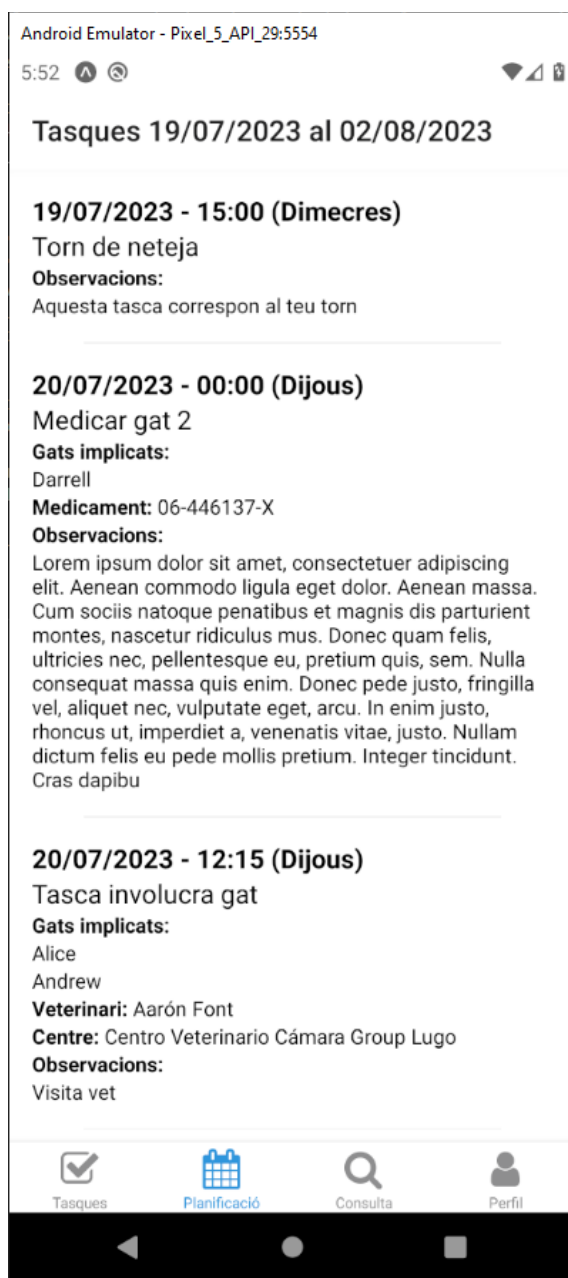 Android Emulator - Pixel_5_API_29:5554
5:52
Tasques 19/07/2023 al 02/08/2023
19/07/2023 - 15:00 (Dimecres)
Torn de neteja
Observacions:
Aquesta tasca correspon al teu torn
20/07/2023 - 00:00 (Dijous)
Medicar gat 2
Gats implicats:
Darrell
Medicament: 06-446137-X
Observacions:
Lorem ipsum dolor sit amet, consectetuer adipiscing
elit. Aenean commodo ligula eget dolor. Aenean massa.
Cum sociis natoque penatibus et magnis dis parturient
montes, nascetur ridiculus mus. Donec quam felis,
ultricies nec, pellentesque eu, pretium quis, sem. Nulla
consequat massa quis enim. Donec pede justo, fringilla
vel, aliquet nec, vulputate eget, arcu. In enim justo,
rhoncus ut, imperdiet a, venenatis vitae, justo. Nullam
dictum felis eu pede mollis pretium. Integer tincidunt.
Cras dapibu
20/07/2023 - 12:15 (Dijous)
Tasca involucra gat
Gats implicats:
Alice
Andrew
Veterinari: Aarón Font
Centre: Centro Veterinario Cámara Group Lugo
Observacions:
Visita vet
Tasques Planificació Consulta Perfil